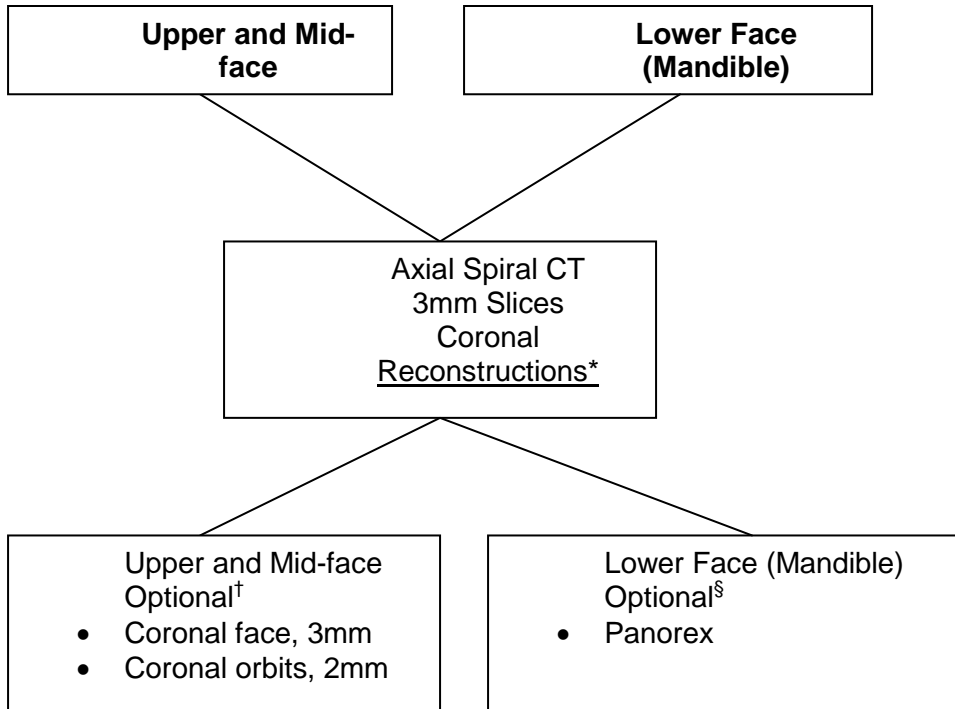 Upper and Mid-
face
Lower Face
(Mandible)
Axial Spiral CT
3mm Slices
Coronal
Reconstructions*
Upper and Mid-face
Optional†
• Coronal face, 3mm
• Coronal orbits, 2mm
Lower Face (Mandible)
Optional§
• Panorex